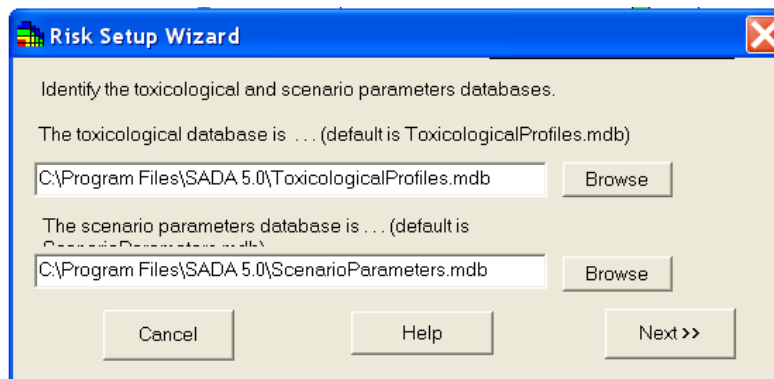 Risk Setup Wizard
Identify the toxicological and scenario parameters databases.
The toxicological database is . . . (default is ToxicologicalProfiles.mdb)
C:\Program Files\SADA 5.0\ToxicologicalProfiles.mdb
Browse
The scenario parameters database is . . . (default is
ScenarioParameters.mdb)
C:\Program Files\SADA 5.0\ScenarioParameters.mdb
Browse
Cancel
Help
Next >>